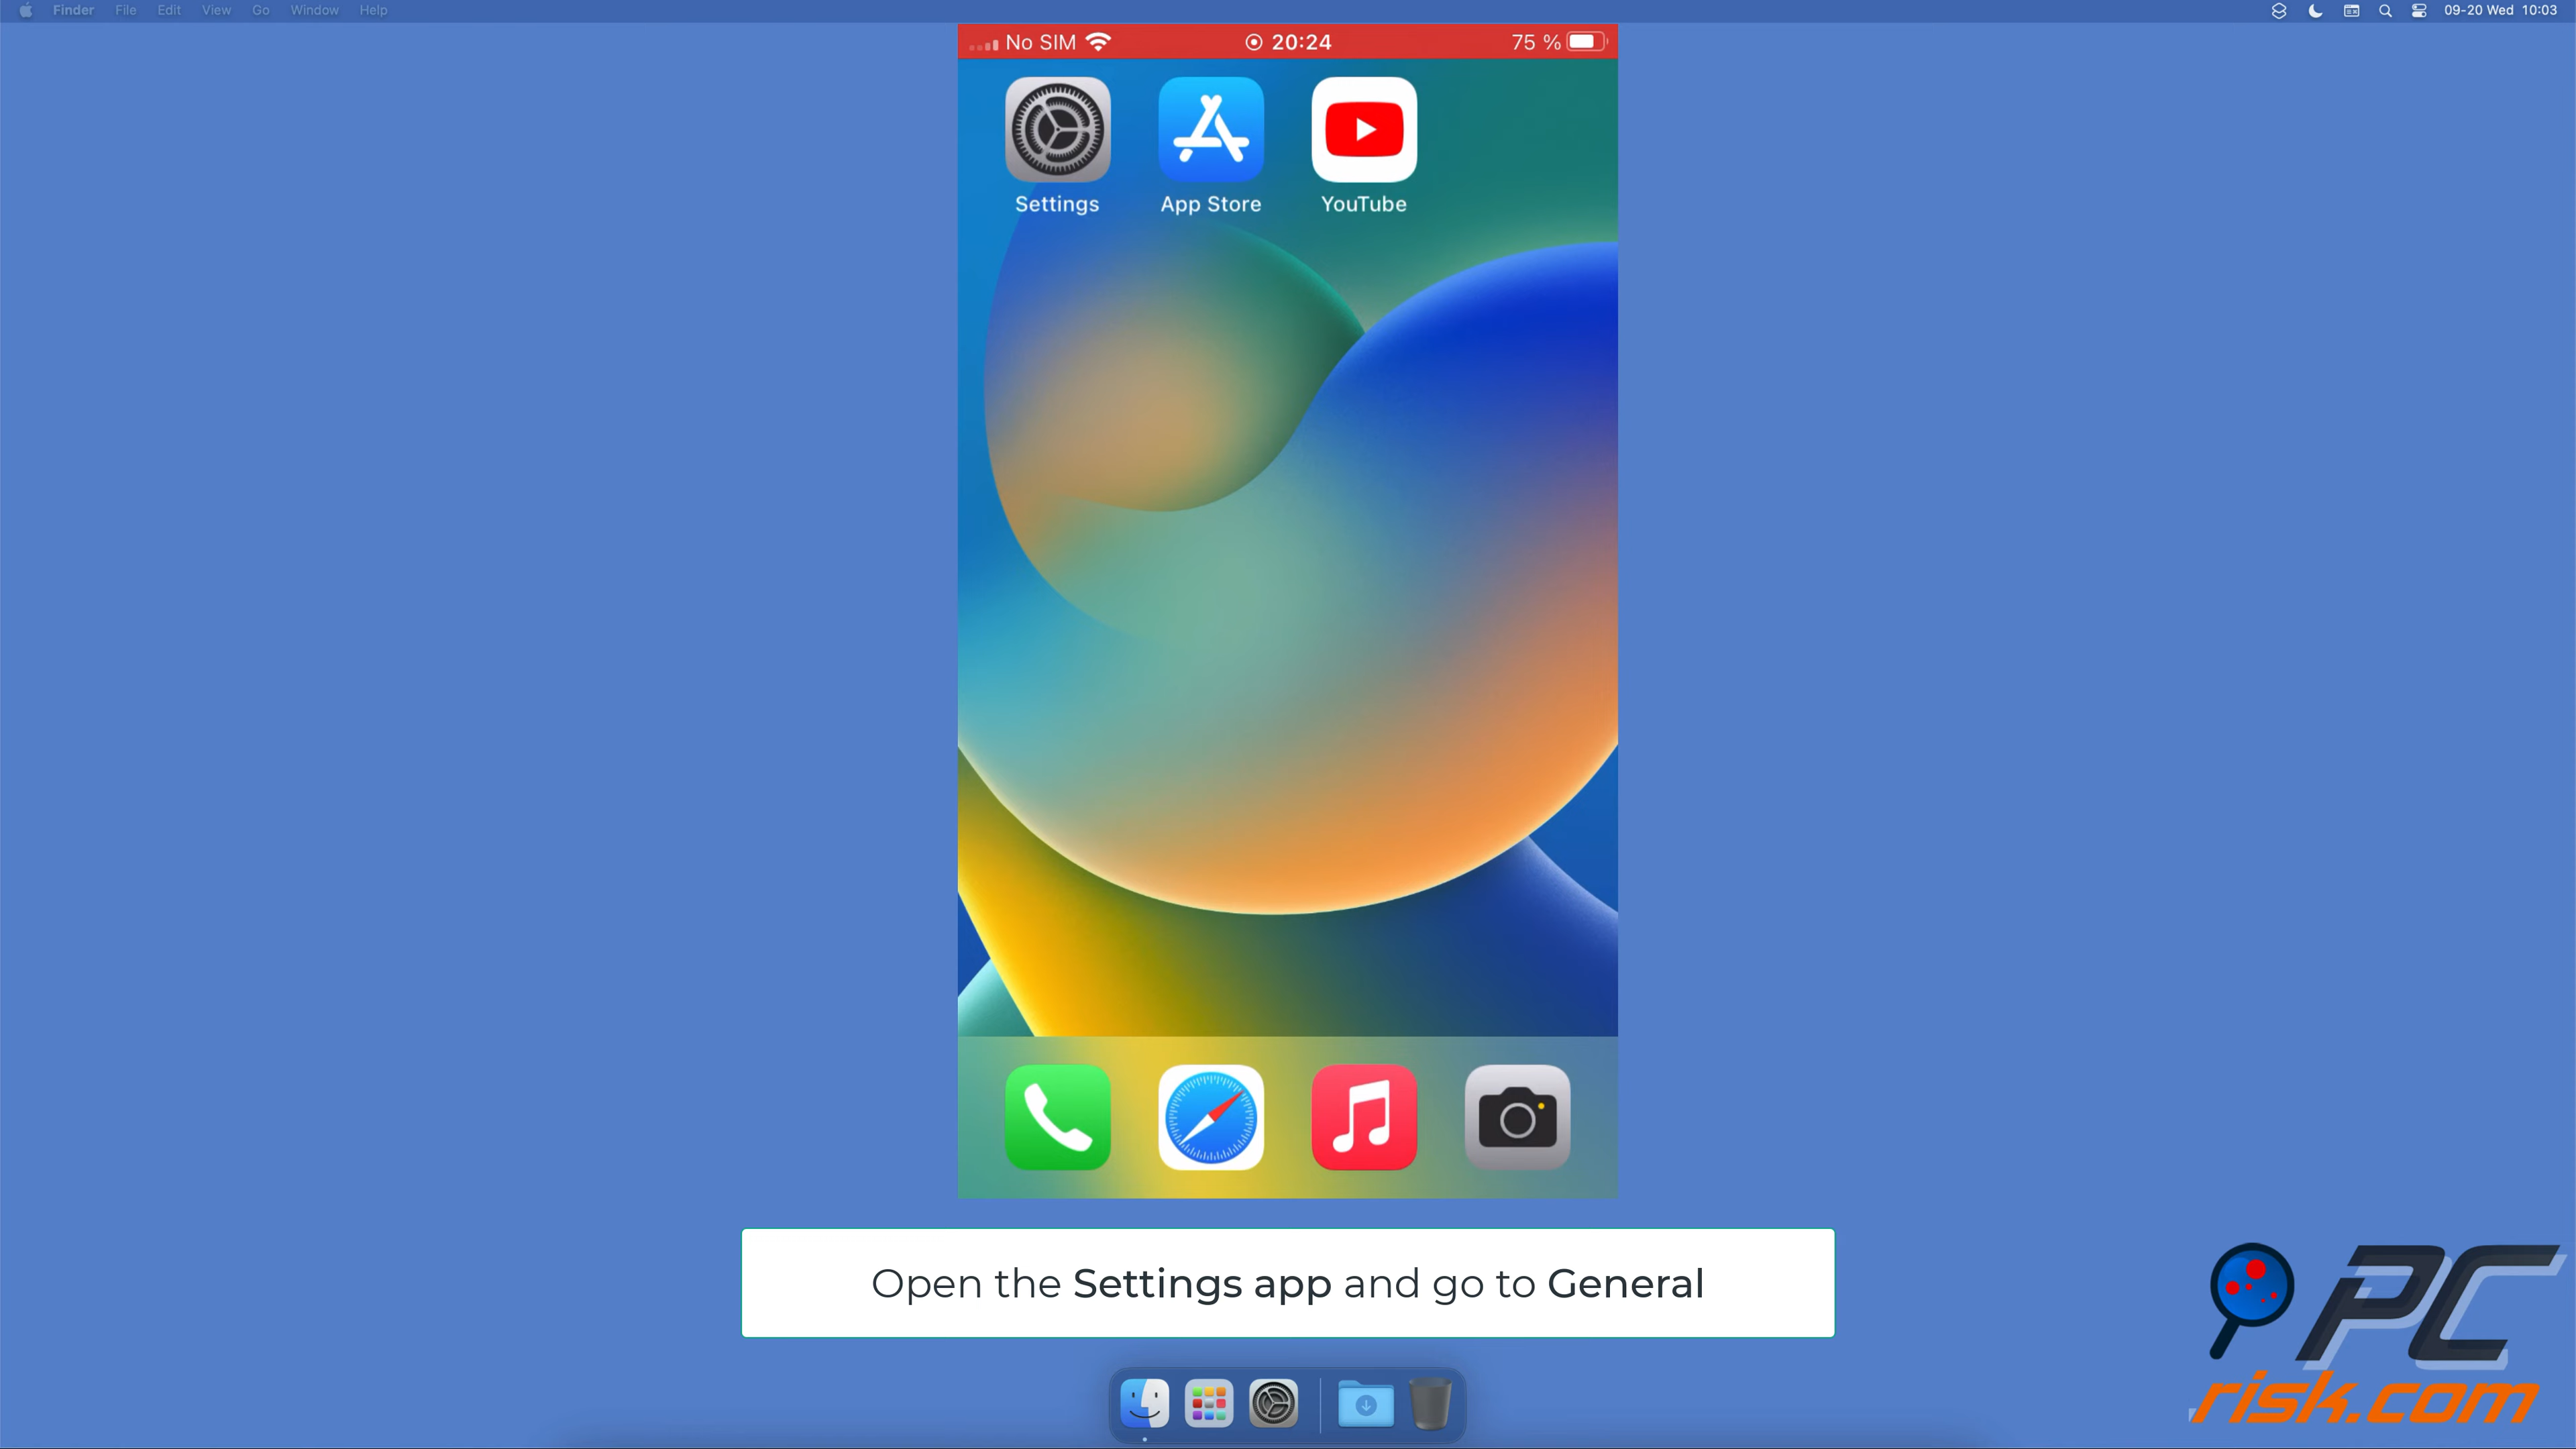 Finder File Edit View Go Window Help 09-20 Wed 10:03
No SIM 20:24 75 %
Settings App Store YouTube
Open the Settings app and go to General
PC
risk.com